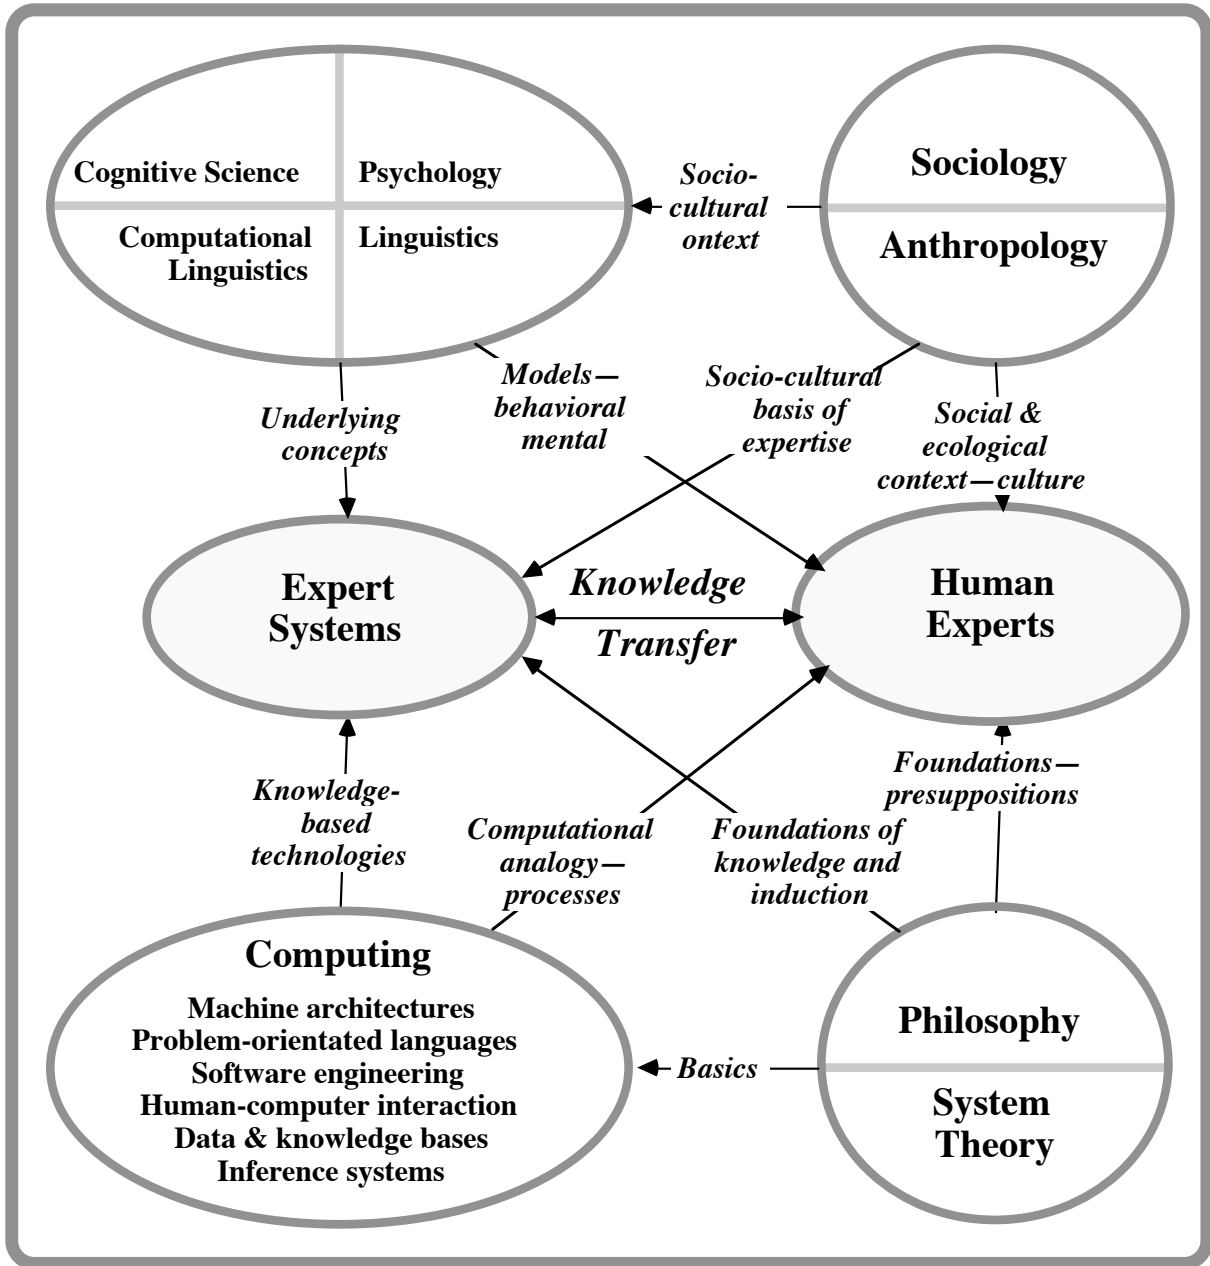 Cognitive Science
Psychology
Computational
Linguistics
Linguistics
Socio-
cultural
ontext
Sociology
Anthropology
Underlying
concepts
Models—
behavioral
mental
Socio-cultural
basis of
expertise
Social &
ecological
context—culture
Expert
Systems
Knowledge
Transfer
Human
Experts
Knowledge-
based
technologies
Computational
analogy—
processes
Foundations of
knowledge and
induction
Foundations—
presuppositions
Computing
Machine architectures
Problem-orientated languages
Software engineering
Human-computer interaction
Data & knowledge bases
Inference systems
Basics
Philosophy
System
Theory